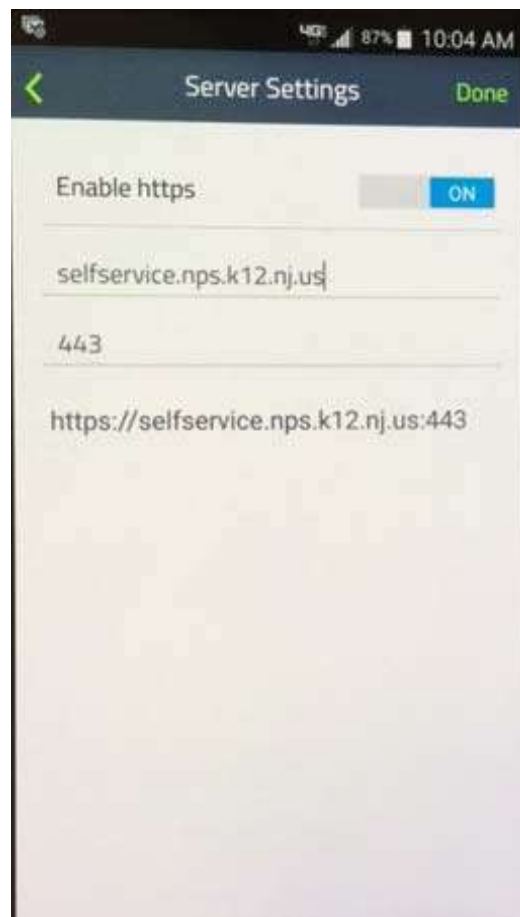 4G 87% 10:04 AM
Server Settings Done
Enable https ON
selfservice.nps.k12.nj.us
443
https://selfservice.nps.k12.nj.us:443